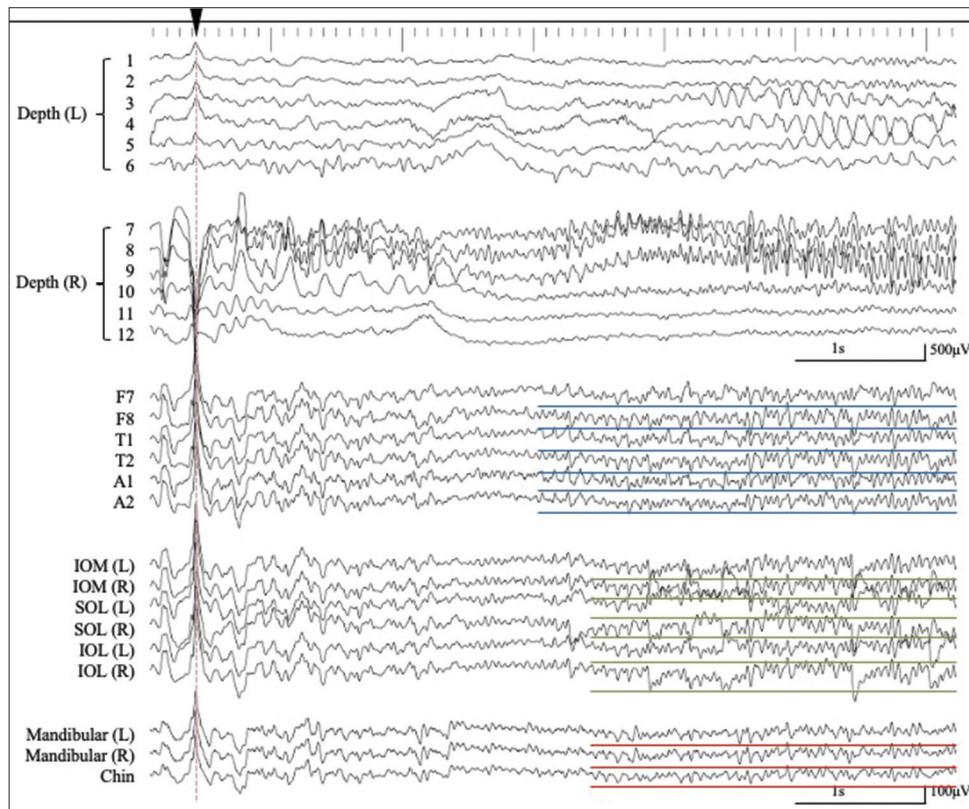 1
2
Depth (L)
3
4
5
6
7
8
9
Depth (R)
10
11
12
1s
500μV
F7
F8
T1
T2
A1
A2
IOM (L)
IOM (R)
SOL (L)
SOL (R)
IOL (L)
IOL (R)
Mandibular (L)
Mandibular (R)
Chin
1s
100μV